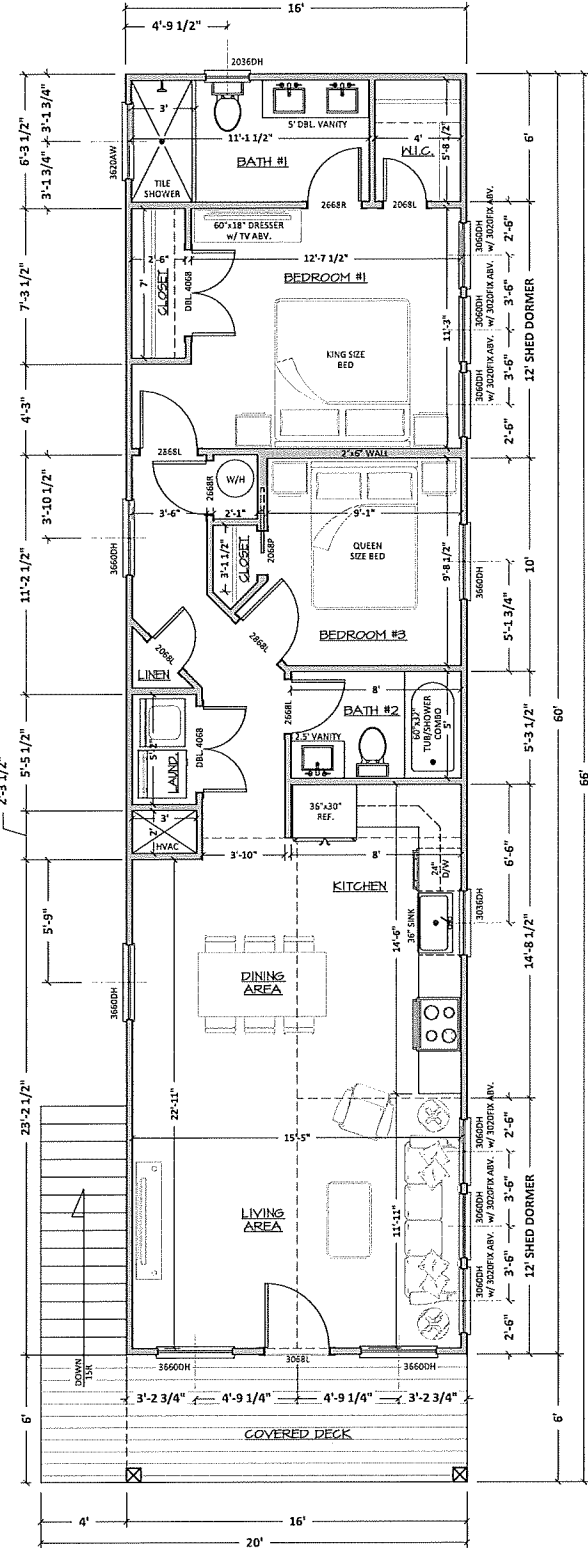 16'
4'-9 1/2"
2036DH
3'-1 3/4"
6'-3 1/2"
3'-1 3/4"
3620AW
3'
5' DBL. VANITY
11'-1 1/2"
BATH #1
4'
W.I.C.
5'-8 1/2"
6'
TILE
SHOWER
2668R
2068L
60"x18" DRESSER
w/ TV ABV.
2'-6"
12'-7 1/2"
BEDROOM #1
7'
CLOSET
DBL 4068
7'-3 1/2"
11'-3"
KING SIZE
BED
3060DH
w/ 3020FIX ABV.
2'-6"
3060DH
w/ 3020FIX ABV.
3'-6"
3060DH
w/ 3020FIX ABV.
3'-6"
2'-6"
12' SHED DORMER
4'-3"
2868L
2"x6" WALL
W/H
2668R
3'-10 1/2"
3'-6"
2'-1"
9'-1"
3'-1 1/2"
CLOSET
2068P
QUEEN
SIZE BED
9'-8 1/2"
3660DH
11'-2 1/2"
3660DH
10'
5'-1 3/4"
2868L
BEDROOM #3
2068L
LINEN
8'
2668L
BATH #2
5'
60"x32"
TUB/SHOWER
COMBO
2.5' VANITY
5'-3 1/2"
5'-2"
LAUND.
DBL. 4068
5'-5 1/2"
2'-3 1/2"
3'
2'
HVAC
36"x30"
REF.
3'-10"
8'
KITCHEN
24"
D/W
36" SINK
3036DH
6'-6"
14'-6"
14'-8 1/2"
5'-9"
3660DH
DINING
AREA
60'
66'
23'-2 1/2"
22'-11"
15'-5"
LIVING
AREA
11'-11"
3060DH
w/ 3020FIX ABV.
2'-6"
3060DH
w/ 3020FIX ABV.
3'-6"
3060DH
w/ 3020FIX ABV.
3'-6"
2'-6"
12' SHED DORMER
DOWN
15R
3660DH
3068L
3660DH
3'-2 3/4"
4'-9 1/4"
4'-9 1/4"
3'-2 3/4"
6'
COVERED DECK
6'
4'
16'
20'